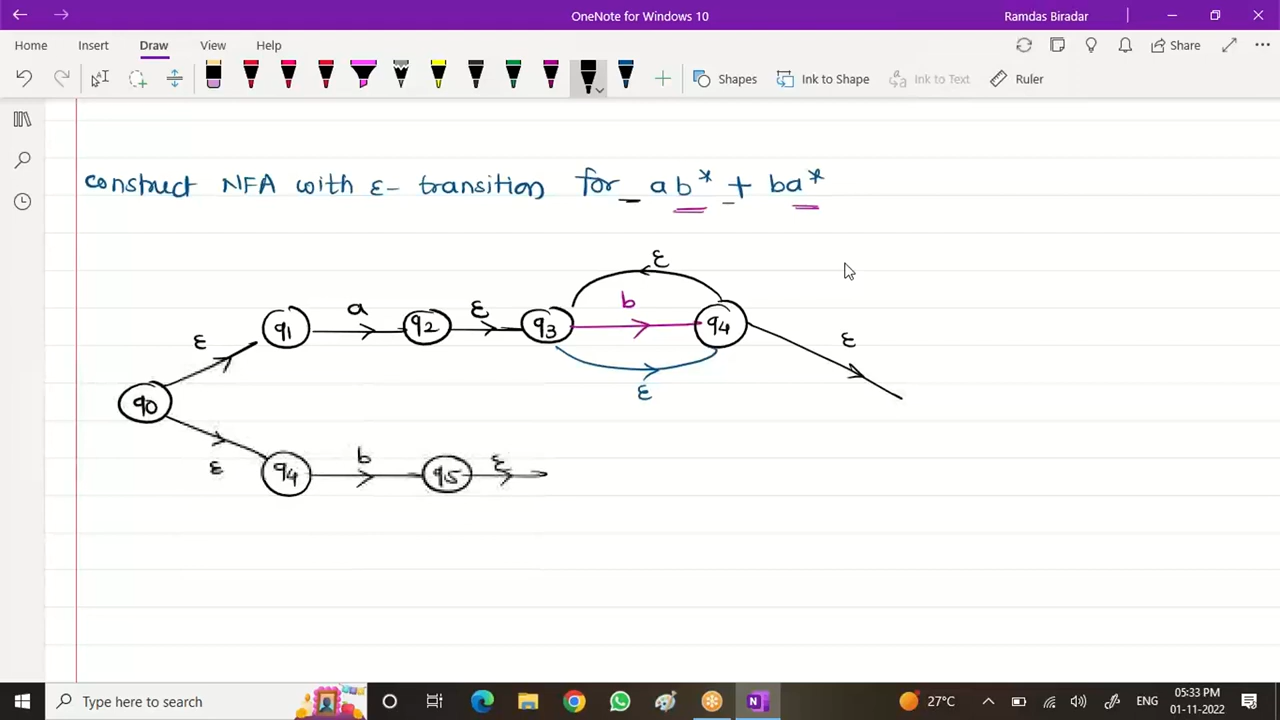 OneNote for Windows 10
Ramdas Biradar
Home Insert Draw View Help Share
Shapes Ink to Shape Ink to Text Ruler
construct NFA with ε- transition for ab* + ba*
ε
b
a ε q1 q2 q3 q4
ε ε
ε
q0
b ε
ε q4 q5
Type here to search
27°C ENG 05:33 PM
01-11-2022